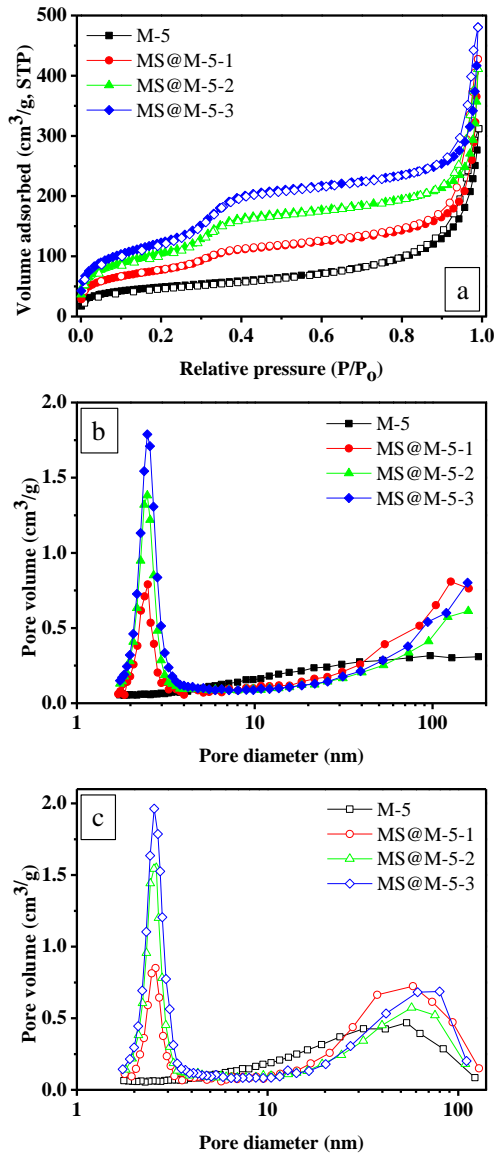 500
400
300
200
100
0
Volume adsorbed (cm³/g, STP)
M-5
MS@M-5-1
MS@M-5-2
MS@M-5-3
a
0.0 0.2 0.4 0.6 0.8 1.0
Relative pressure (P/Po)
b
2.0
1.5
1.0
0.5
0.0
Pore volume (cm³/g)
M-5
MS@M-5-1
MS@M-5-2
MS@M-5-3
1 10 100
Pore diameter (nm)
c
2.0
1.5
1.0
0.5
0.0
Pore volume (cm³/g)
M-5
MS@M-5-1
MS@M-5-2
MS@M-5-3
1 10 100
Pore diameter (nm)